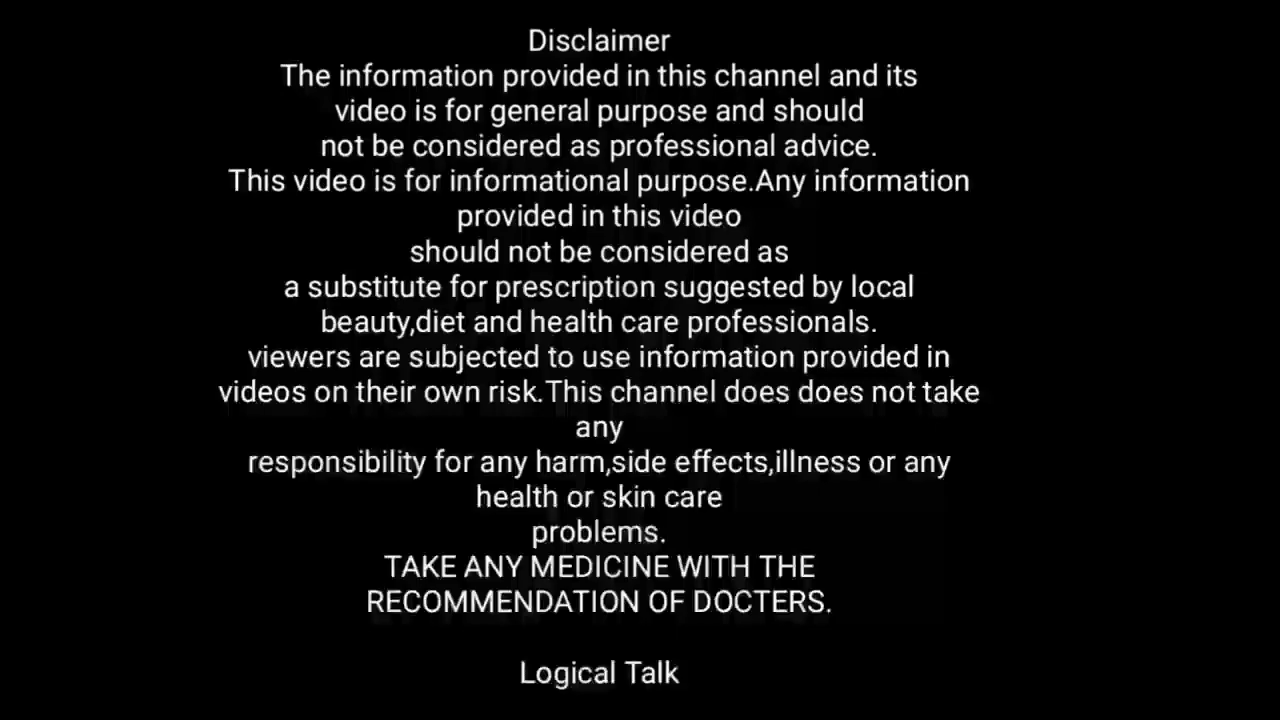 Disclaimer
The information provided in this channel and its
video is for general purpose and should
not be considered as professional advice.
This video is for informational purpose.Any information
provided in this video
should not be considered as
a substitute for prescription suggested by local
beauty,diet and health care professionals.
viewers are subjected to use information provided in
videos on their own risk.This channel does does not take
any
responsibility for any harm,side effects,illness or any
health or skin care
problems.
TAKE ANY MEDICINE WITH THE
RECOMMENDATION OF DOCTERS.
Logical Talk